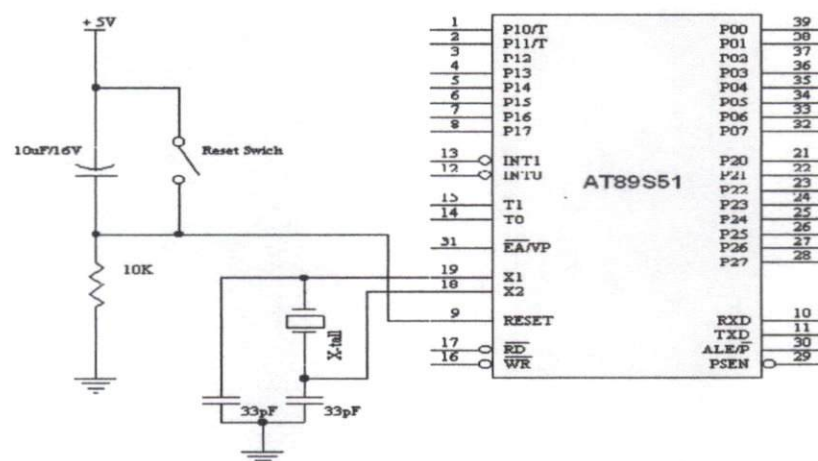 + 5V
10uF/16V
Reset Swich
10K
X-tall
33pF 33pF
AT89S51
1 P10/T
2 P11/T
3 P12
4 P13
5 P14
6 P15
7 P16
8 P17
13 INT1
12 INT0
15 T1
14 T0
31 EA/VP
19 X1
18 X2
9 RESET
17 RD
16 WR
P00 39
P01 38
P02 37
P03 36
P04 35
P05 34
P06 33
P07 32
P20 21
P21 22
P22 23
P23 24
P24 25
P25 26
P26 27
P27 28
RXD 10
TXD 11
ALE/P 30
PSEN 29